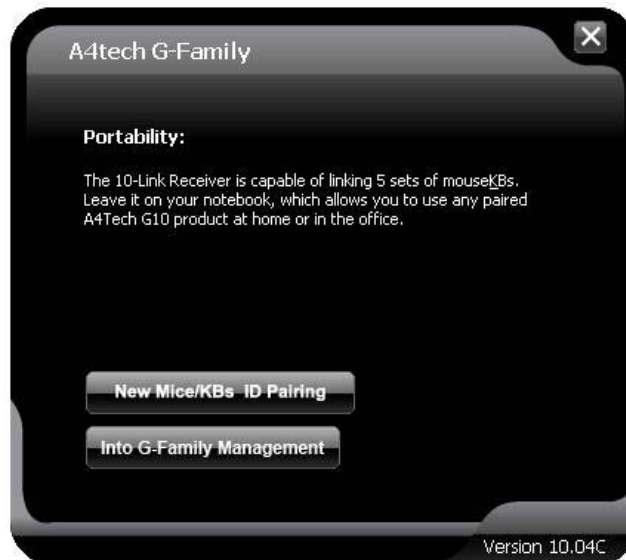 A4tech G-Family
Portability:
The 10-Link Receiver is capable of linking 5 sets of mouseKBs.
Leave it on your notebook, which allows you to use any paired
A4Tech G10 product at home or in the office.
New Mice/KBs ID Pairing
Into G-Family Management
Version 10.04C